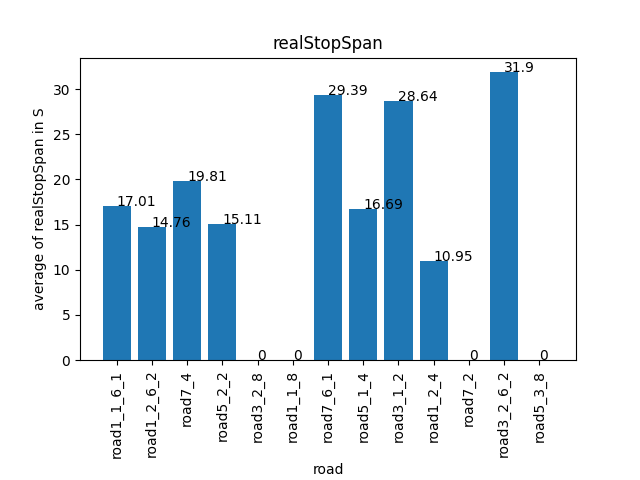 realStopSpan
average of realStopSpan in S
30
25
20
15
10
5
0
17.01
14.76
19.81
15.11
0
0
29.39
16.69
28.64
10.95
0
31.9
0
road1_1_6_1
road1_2_6_2
road7_4
road5_2_2
road3_2_8
road1_1_8
road7_6_1
road5_1_4
road3_1_2
road1_2_4
road7_2
road3_2_6_2
road5_3_8
road